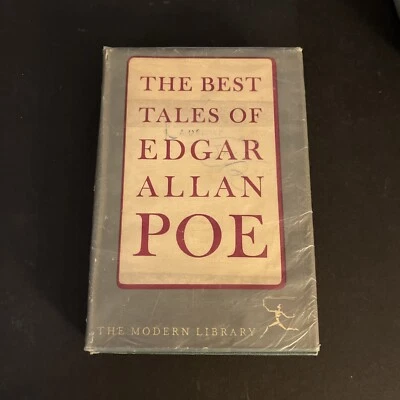 THE BEST
TALES OF
EDGAR
ALLAN
POE
THE MODERN LIBRARY